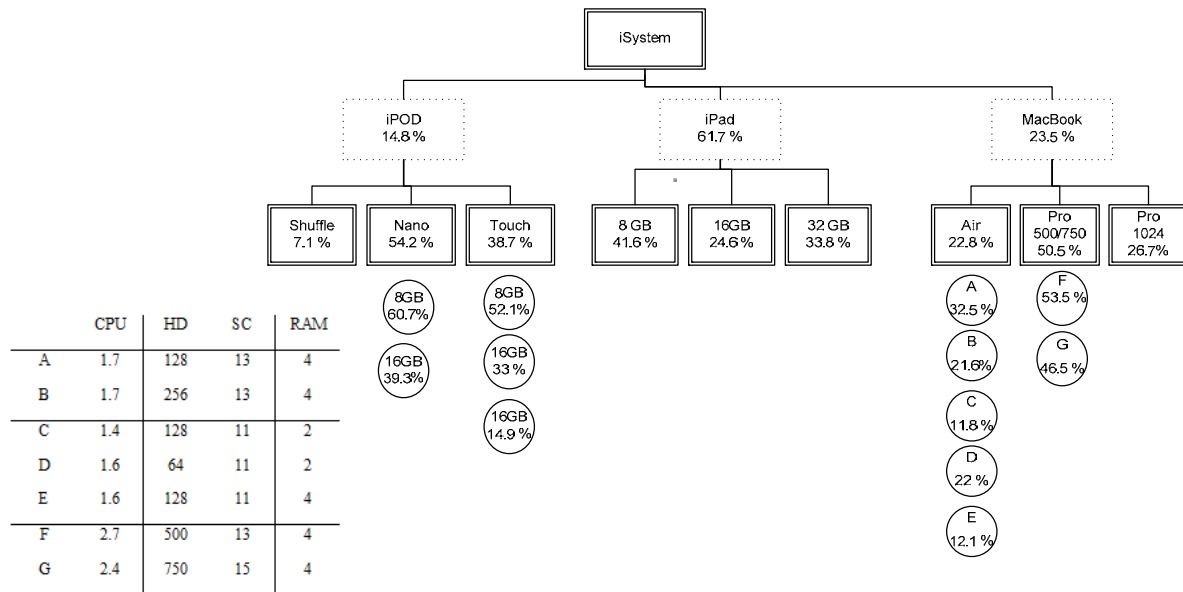 iSystem
iPOD
14.8 %
iPad
61.7 %
MacBook
23.5 %
Shuffle
7.1 %
Nano
54.2 %
Touch
38.7 %
8 GB
41.6 %
16GB
24.6 %
32 GB
33.8 %
Air
22.8 %
Pro
500/750
50.5 %
Pro
1024
26.7%
8GB
60.7%
16GB
39.3%
8GB
52.1%
16GB
33 %
16GB
14.9 %
A
32.5 %
B
21.6%
C
11.8 %
D
22 %
E
12.1 %
F
53.5 %
G
46.5 %
CPU HD SC RAM
A 1.7 128 13 4
B 1.7 256 13 4
C 1.4 128 11 2
D 1.6 64 11 2
E 1.6 128 11 4
F 2.7 500 13 4
G 2.4 750 15 4